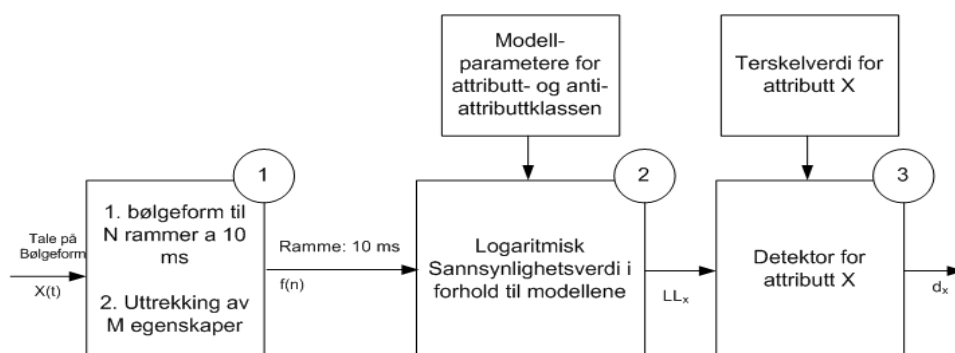 Modell-
parametere for
attributt- og anti-
attributtklassen
Terskelverdi for
attributt X
1
2
3
Tale på
Bølgeform
X(t)
1. bølgeform til
N rammer a 10
ms
2. Uttrekking av
M egenskaper
Ramme: 10 ms
f(n)
Logaritmisk
Sannsynlighetsverdi i
forhold til modellene
LLx
Detektor for
attributt X
dx